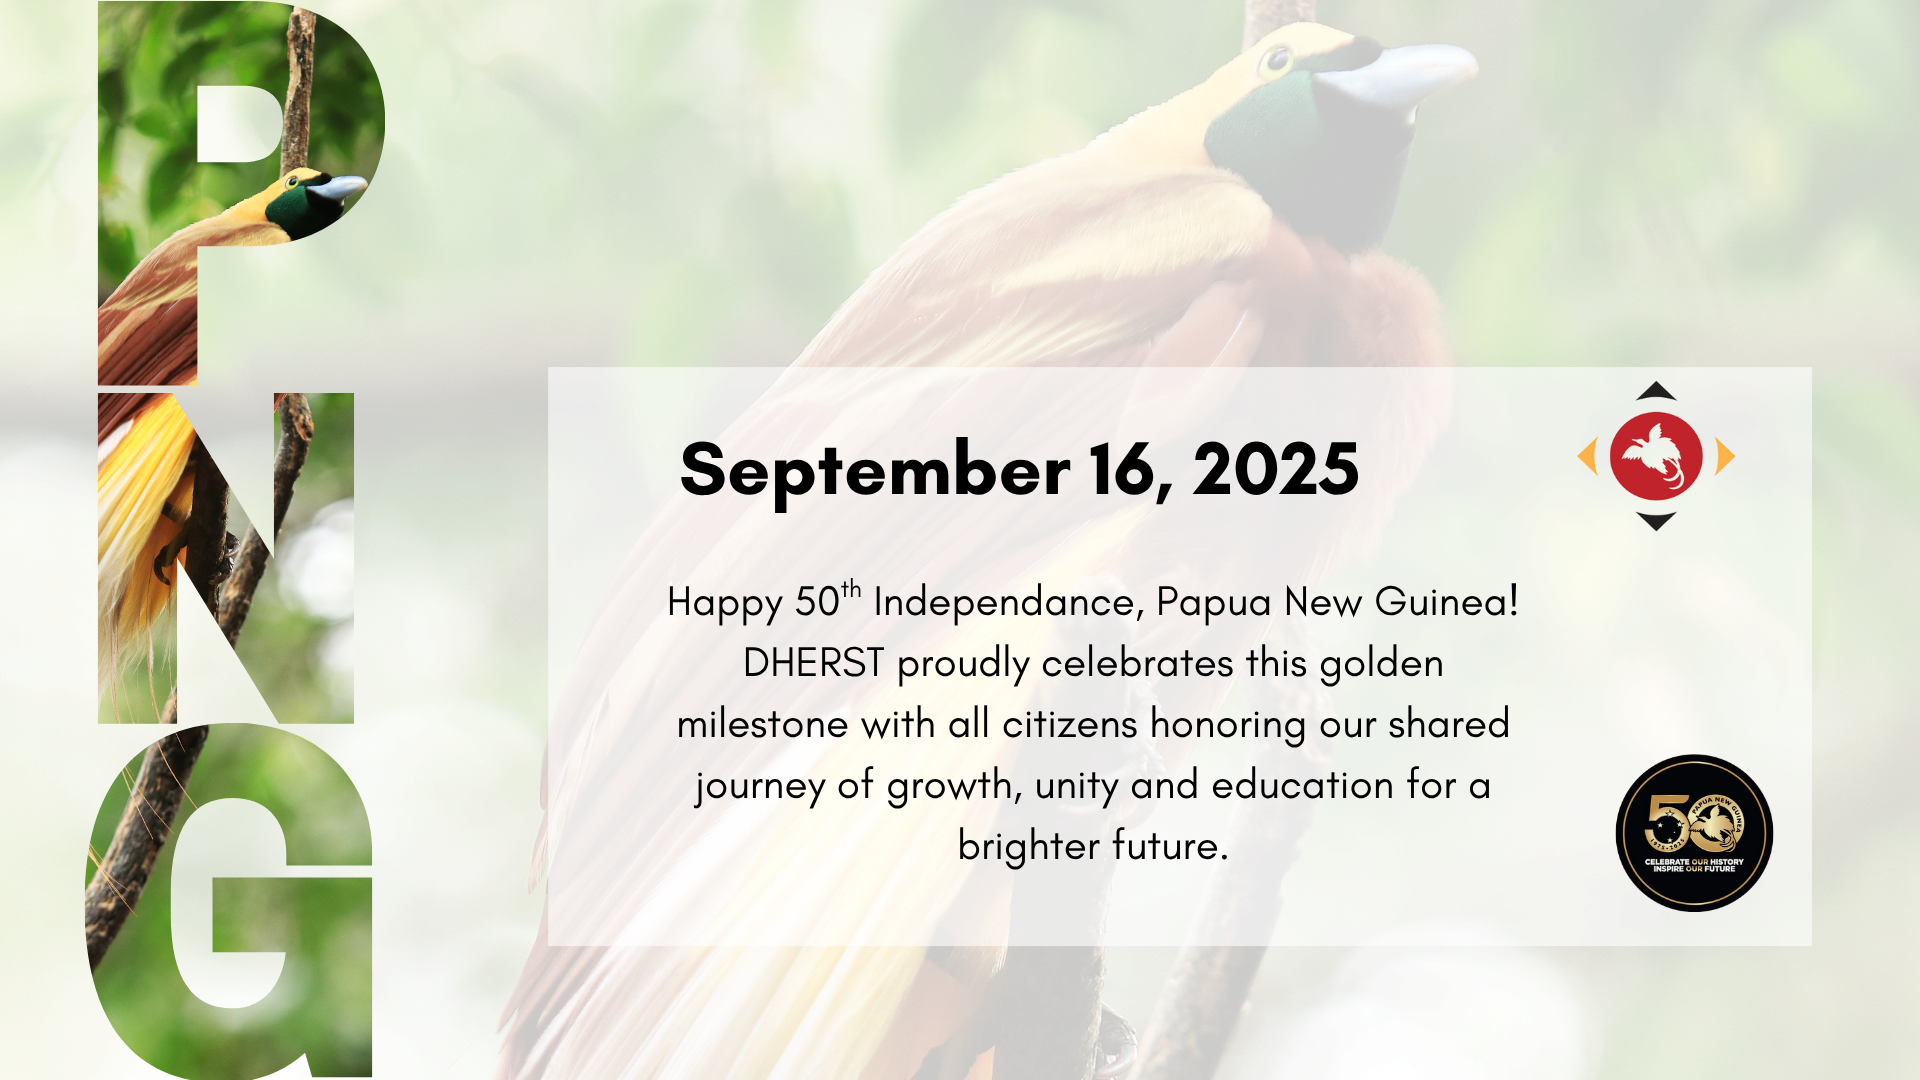 PNG
September 16, 2025
Happy 50th Independance, Papua New Guinea!
DHERST proudly celebrates this golden
milestone with all citizens honoring our shared
journey of growth, unity and education for a
brighter future.
50
PAPUA NEW GUINEA
1975-2025
CELEBRATE OUR HISTORY
INSPIRE OUR FUTURE